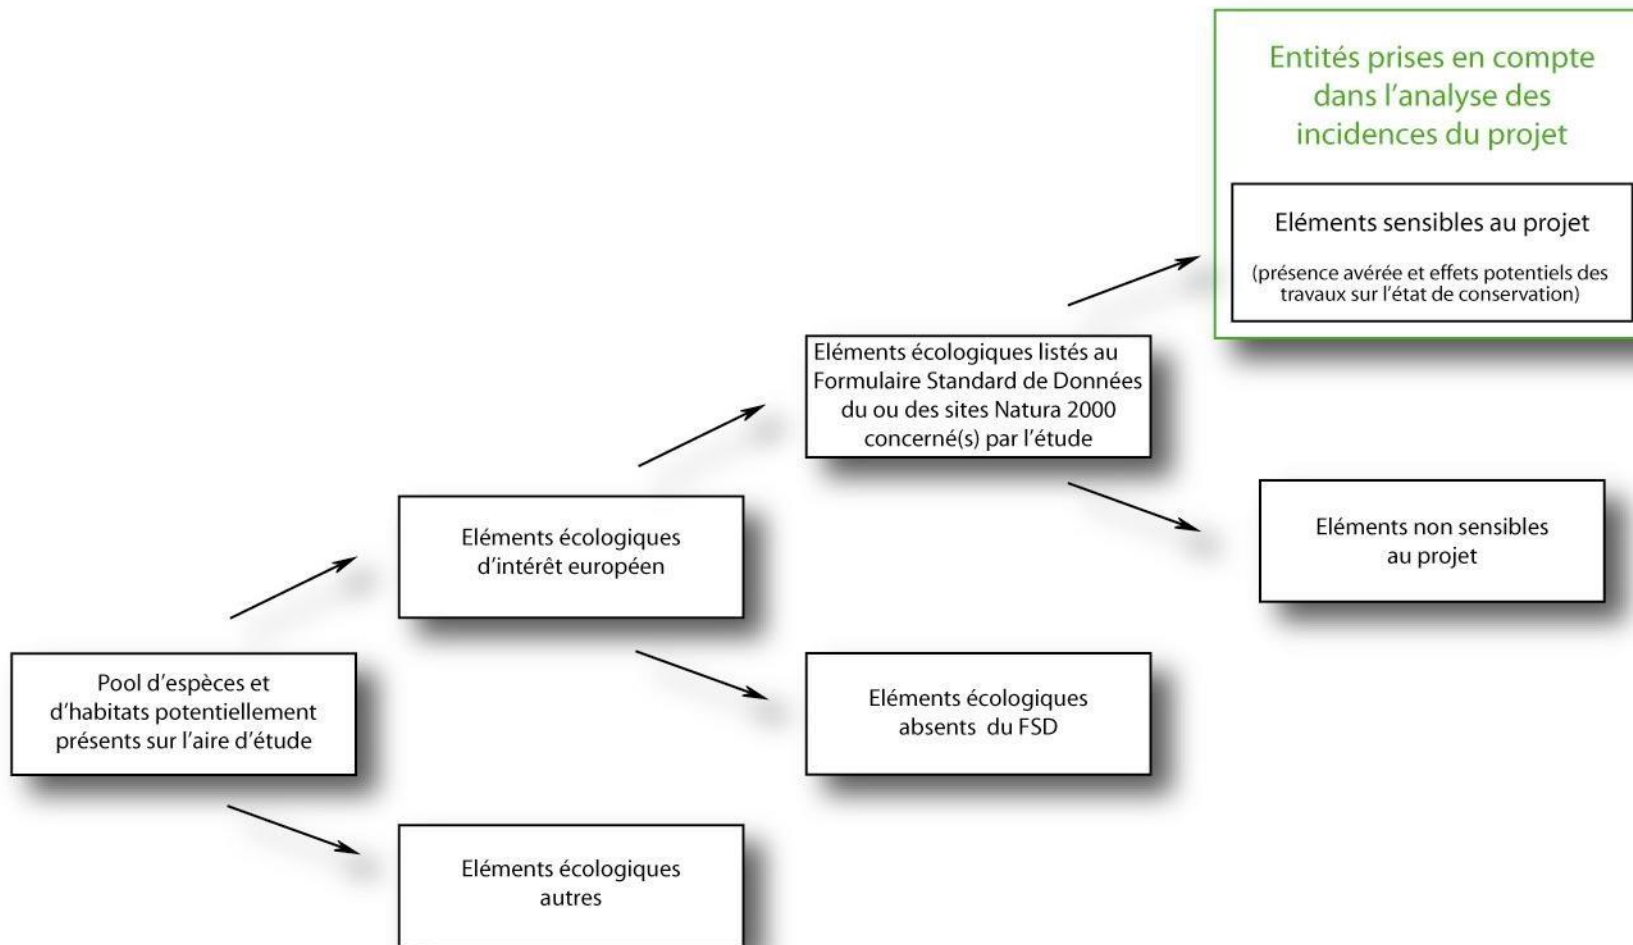 Entités prises en compte
dans l'analyse des
incidences du projet
Eléments sensibles au projet
(présence avérée et effets potentiels des
travaux sur l'état de conservation)
Eléments écologiques listés au
Formulaire Standard de Données
du ou des sites Natura 2000
concerné(s) par l'étude
Eléments non sensibles
au projet
Eléments écologiques
d'intérêt européen
Eléments écologiques
absents du FSD
Pool d'espèces et
d'habitats potentiellement
présents sur l'aire d'étude
Eléments écologiques
autres